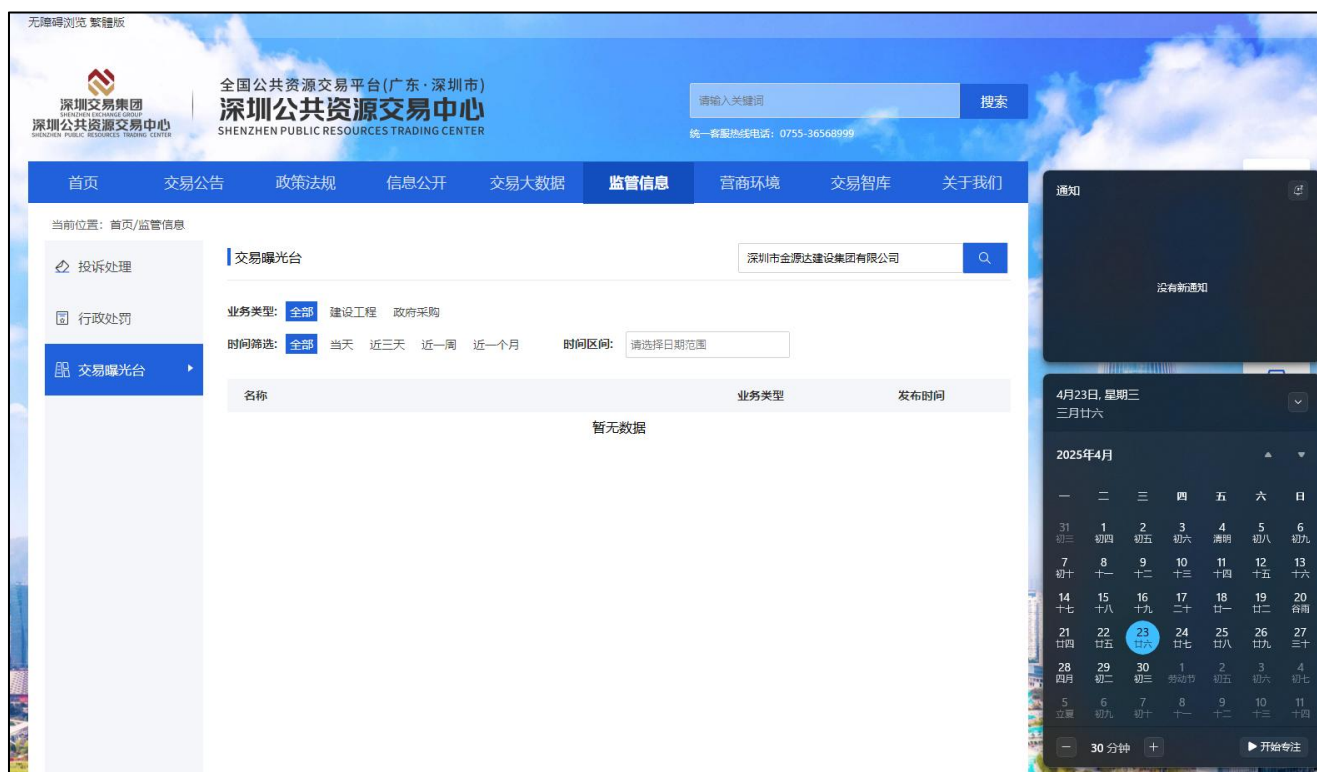 无障碍浏览 繁體版
深圳交易集团
SHENZHEN EXCHANGE GROUP
深圳公共资源交易中心
SHENZHEN PUBLIC RESOURCES TRADING CENTER
全国公共资源交易平台(广东·深圳市)
深圳公共资源交易中心
SHENZHEN PUBLIC RESOURCES TRADING CENTER
请输入关键词
搜索
统一客服热线电话：0755-36568999
首页 交易公告 政策法规 信息公开 交易大数据 监管信息 营商环境 交易智库 关于我们
当前位置：首页/监管信息
投诉处理
行政处罚
交易曝光台
交易曝光台
深圳市金源达建设集团有限公司
业务类型: 全部 建设工程 政府采购
时间筛选: 全部 当天 近三天 近一周 近一个月 时间区间: 请选择日期范围
名称 业务类型 发布时间
暂无数据
通知
没有新通知
4月23日, 星期三
三月廿六
2025年4月
一 二 三 四 五 六 日
31 1 2 3 4 5 6
初三 初四 初五 初六 清明 初八 初九
7 8 9 10 11 12 13
初十 十一 十二 十三 十四 十五 十六
14 15 16 17 18 19 20
十七 十八 十九 二十 廿一 廿二 谷雨
21 22 23 24 25 26 27
廿四 廿五 廿六 廿七 廿八 廿九 三十
28 29 30 1 2 3 4
四月 初二 初三 劳动节 初五 初六 初七
5 6 7 8 9 10 11
立夏 初九 初十 十一 十二 十三 十四
30 分钟
开始专注